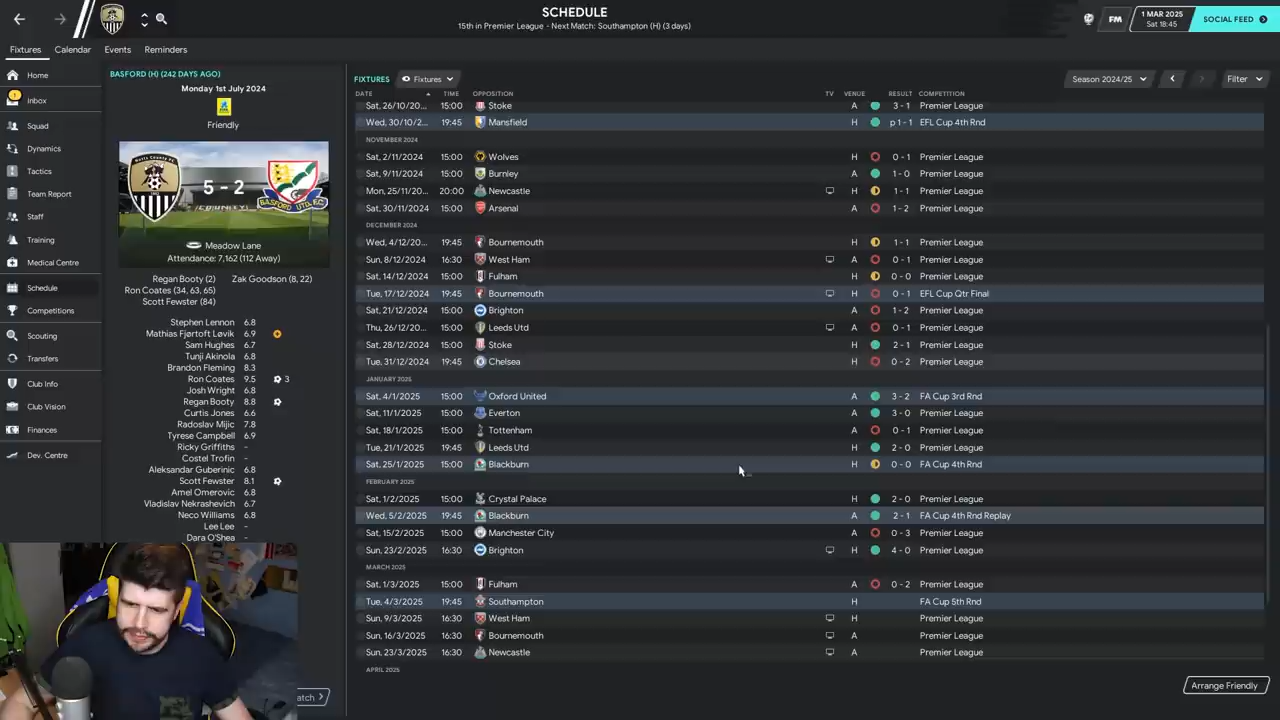 SCHEDULE
15th in Premier League - Next Match: Southampton (H) (3 days)
FM
1 MAR 2025
Sat 18:45
SOCIAL FEED
Fixtures Calendar Events Reminders
Home
Inbox
Squad
Dynamics
Tactics
Team Report
Staff
Training
Medical Centre
Schedule
Competitions
Scouting
Transfers
Club Info
Club Vision
Finances
Dev. Centre
BASFORD (H) (242 DAYS AGO)
Monday 1st July 2024
Friendly
5 - 2
Meadow Lane
Attendance: 7,162 (112 Away)
Regan Booty (2) Zak Goodson (8, 22)
Ron Coates (34, 63, 65)
Scott Fewster (84)
Stephen Lennon 6.8
Mathias Fjørtoft Løvik 6.9
Sam Hughes 6.7
Tunji Akinola 6.8
Brandon Fleming 8.3
Ron Coates 9.5 3
Josh Wright 6.8
Regan Booty 8.8
Curtis Jones 6.6
Radoslav Mijic 7.8
Tyrese Campbell 6.9
Ricky Griffiths -
Costel Trofin -
Aleksandar Guberinic 6.8
Scott Fewster 8.1
Amel Omerovic 6.8
Vladislav Nekrashevich 6.7
Neco Williams 6.8
Lee Lee -
Dara O'Shea -
FIXTURES Fixtures Season 2024/25 Filter
DATE TIME OPPOSITION TV VENUE RESULT COMPETITION
Sat, 26/10/20... 15:00 Stoke A 3 - 1 Premier League
Wed, 30/10/2... 19:45 Mansfield H p 1 - 1 EFL Cup 4th Rnd
NOVEMBER 2024
Sat, 2/11/2024 15:00 Wolves H 0 - 1 Premier League
Sat, 9/11/2024 15:00 Burnley A 1 - 0 Premier League
Mon, 25/11/20... 20:00 Newcastle H 1 - 1 Premier League
Sat, 30/11/2024 15:00 Arsenal A 1 - 2 Premier League
DECEMBER 2024
Wed, 4/12/20... 19:45 Bournemouth H 1 - 1 Premier League
Sun, 8/12/2024 16:30 West Ham A 0 - 1 Premier League
Sat, 14/12/2024 15:00 Fulham H 0 - 0 Premier League
Tue, 17/12/2024 19:45 Bournemouth H 0 - 1 EFL Cup Qtr Final
Sat, 21/12/2024 15:00 Brighton A 1 - 2 Premier League
Thu, 26/12/20... 15:00 Leeds Utd A 0 - 1 Premier League
Sat, 28/12/2024 15:00 Stoke H 2 - 1 Premier League
Tue, 31/12/2024 19:45 Chelsea H 0 - 2 Premier League
JANUARY 2025
Sat, 4/1/2025 15:00 Oxford United A 3 - 2 FA Cup 3rd Rnd
Sat, 11/1/2025 15:00 Everton A 3 - 0 Premier League
Sat, 18/1/2025 15:00 Tottenham A 0 - 1 Premier League
Tue, 21/1/2025 19:45 Leeds Utd H 2 - 0 Premier League
Sat, 25/1/2025 15:00 Blackburn H 0 - 0 FA Cup 4th Rnd
FEBRUARY 2025
Sat, 1/2/2025 15:00 Crystal Palace H 2 - 0 Premier League
Wed, 5/2/2025 19:45 Blackburn A 2 - 1 FA Cup 4th Rnd Replay
Sat, 15/2/2025 15:00 Manchester City A 0 - 3 Premier League
Sun, 23/2/2025 16:30 Brighton H 4 - 0 Premier League
MARCH 2025
Sat, 1/3/2025 15:00 Fulham A 0 - 2 Premier League
Tue, 4/3/2025 19:45 Southampton H FA Cup 5th Rnd
Sun, 9/3/2025 16:30 West Ham H Premier League
Sun, 16/3/2025 16:30 Bournemouth A Premier League
Sun, 23/3/2025 16:30 Newcastle A Premier League
APRIL 2025
atch
Arrange Friendly